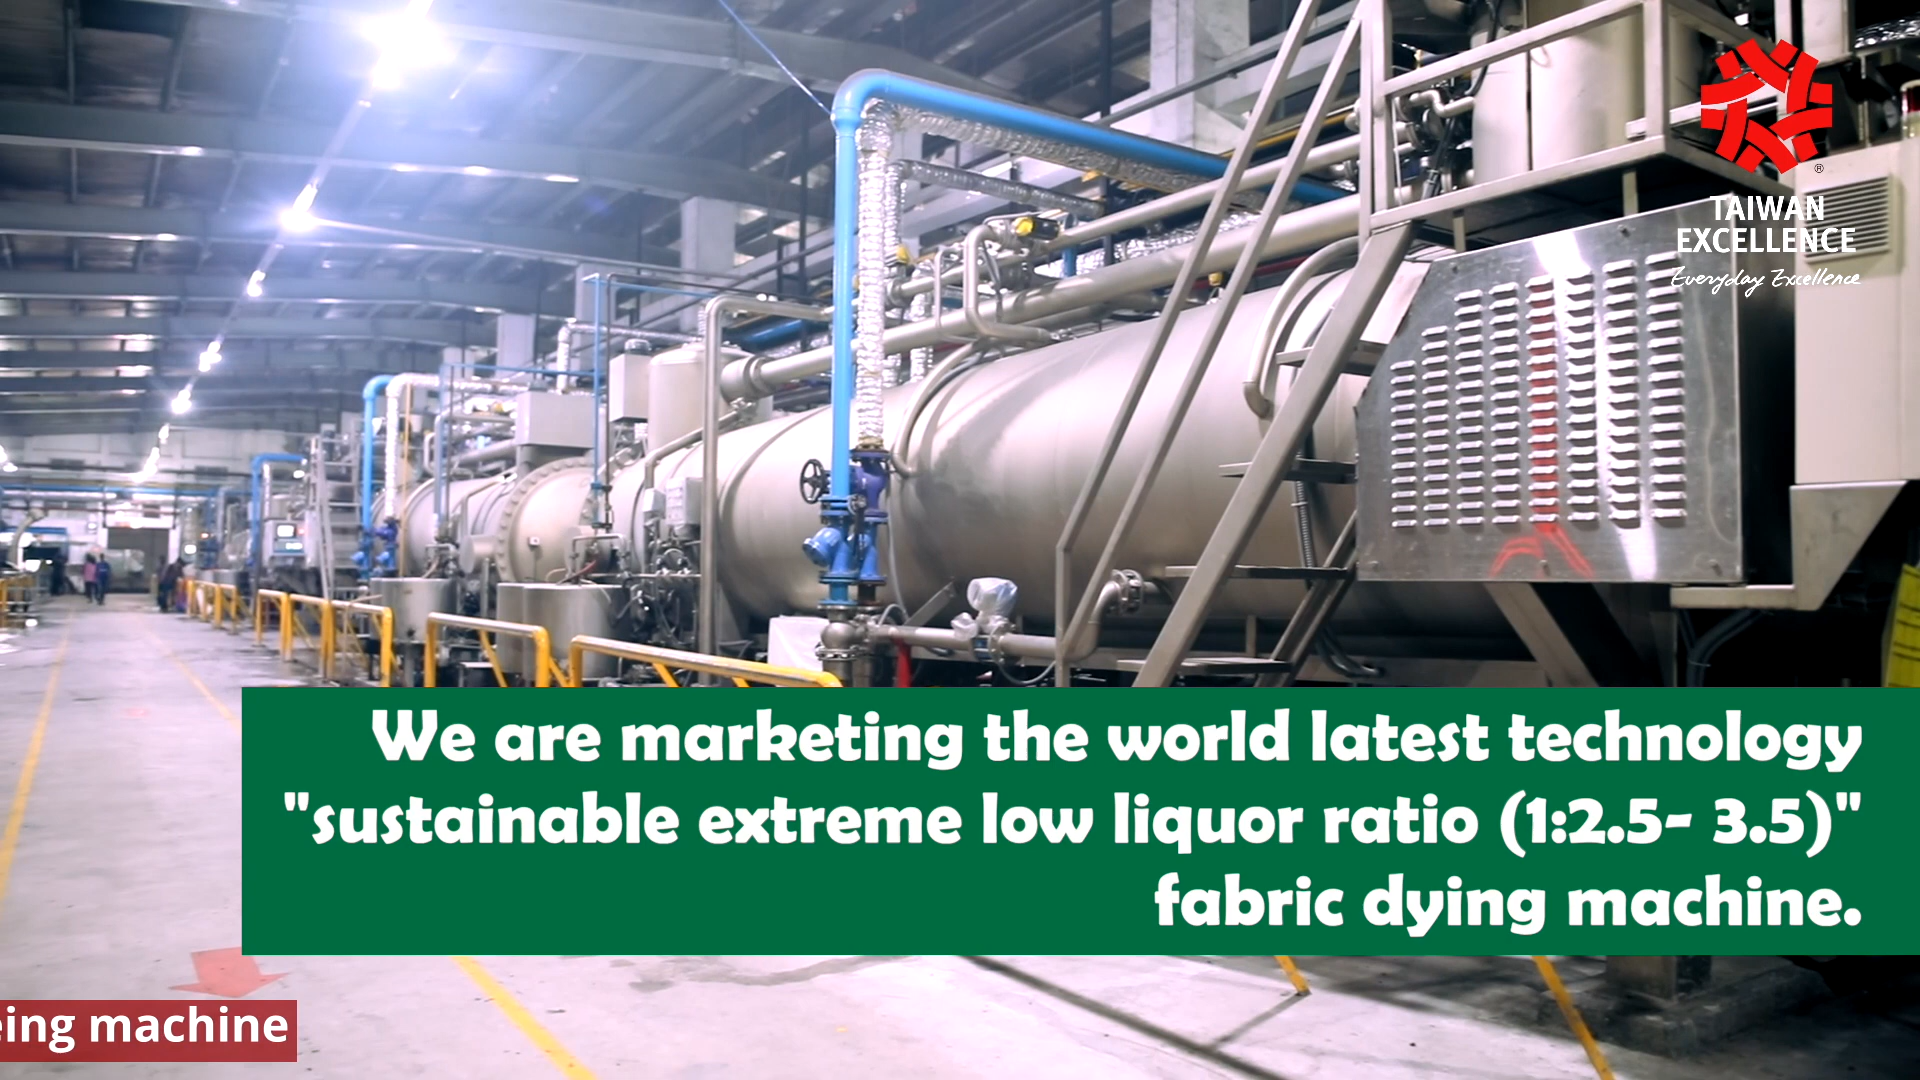 ®
TAIWAN
EXCELLENCE
Everyday Excellence
We are marketing the world latest technology
"sustainable extreme low liquor ratio (1:2.5- 3.5)"
fabric dying machine.
eing machine